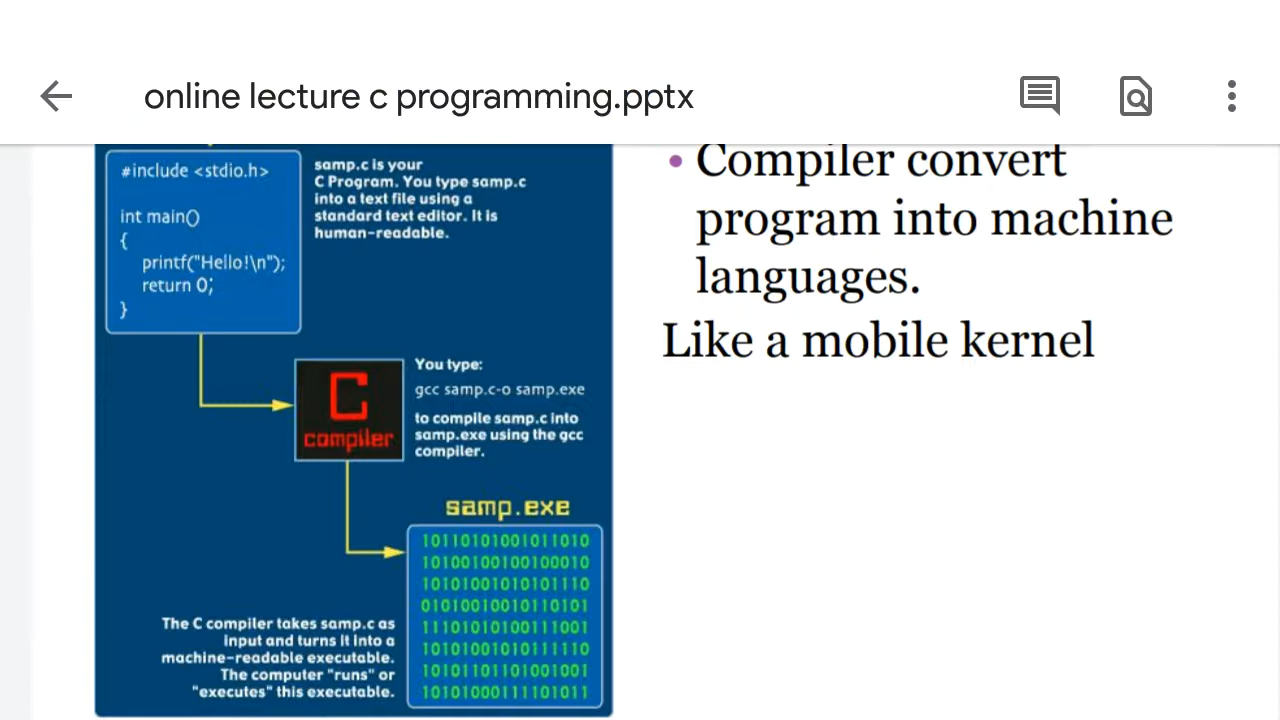 online lecture c programming.pptx
#include <stdio.h>
int main()
{
printf("Hello!\n");
return 0;
}
samp.c is your
C Program. You type samp.c
into a text file using a
standard text editor. It is
human-readable.
C
compiler
You type:
gcc samp.c-o samp.exe
to compile samp.c into
samp.exe using the gcc
compiler.
samp.exe
10110101001011010
10100100100100010
10101001010101110
01010010010110101
11101010100111001
10101001010111110
10101101101001001
10101000111101011
The C compiler takes samp.c as
input and turns it into a
machine-readable executable.
The computer "runs" or
"executes" this executable.
• Compiler convert
program into machine
languages.
Like a mobile kernel